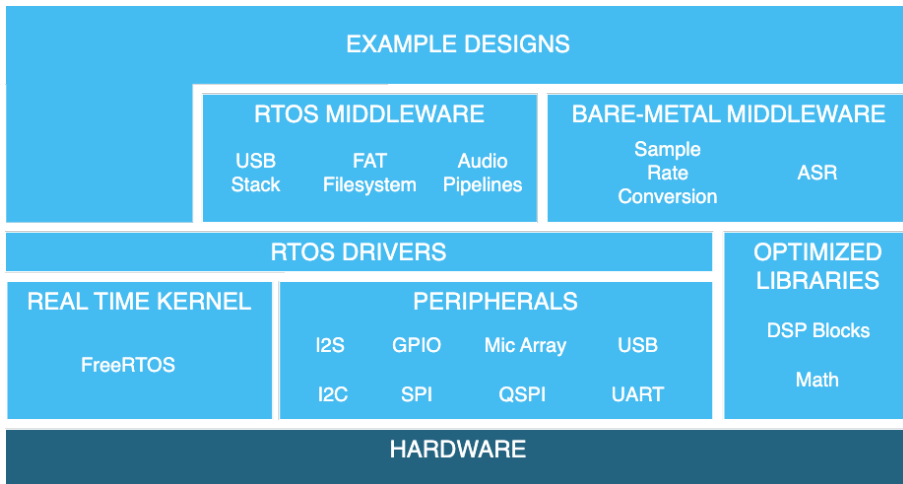 EXAMPLE DESIGNS
RTOS MIDDLEWARE
USB
Stack
FAT
Filesystem
Audio
Pipelines
BARE-METAL MIDDLEWARE
Sample
Rate
Conversion
ASR
RTOS DRIVERS
OPTIMIZED
LIBRARIES
DSP Blocks
Math
REAL TIME KERNEL
FreeRTOS
PERIPHERALS
I2S GPIO Mic Array USB
I2C SPI QSPI UART
HARDWARE